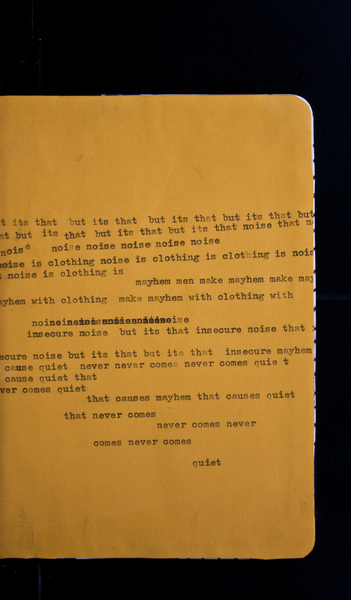 t its that but its that but its that but its that but
at but its that but its that but its that noise that n
noise noise noise noise noise noise
noise is clothing noise is clothing is clothing is nois
t noise is clothing is
mayhem men make mayhem make may
ayhem with clothing make mayhem with clothing with
insecure noise but its that insecure noise that
ecure noise but its that but its that insecure mayhem
cause quiet never never comes never comes quie t
cause quiet that
ver comes quiet
that causes mayhem that causes quiet
that never comes
never comes never
comes never comes
quiet